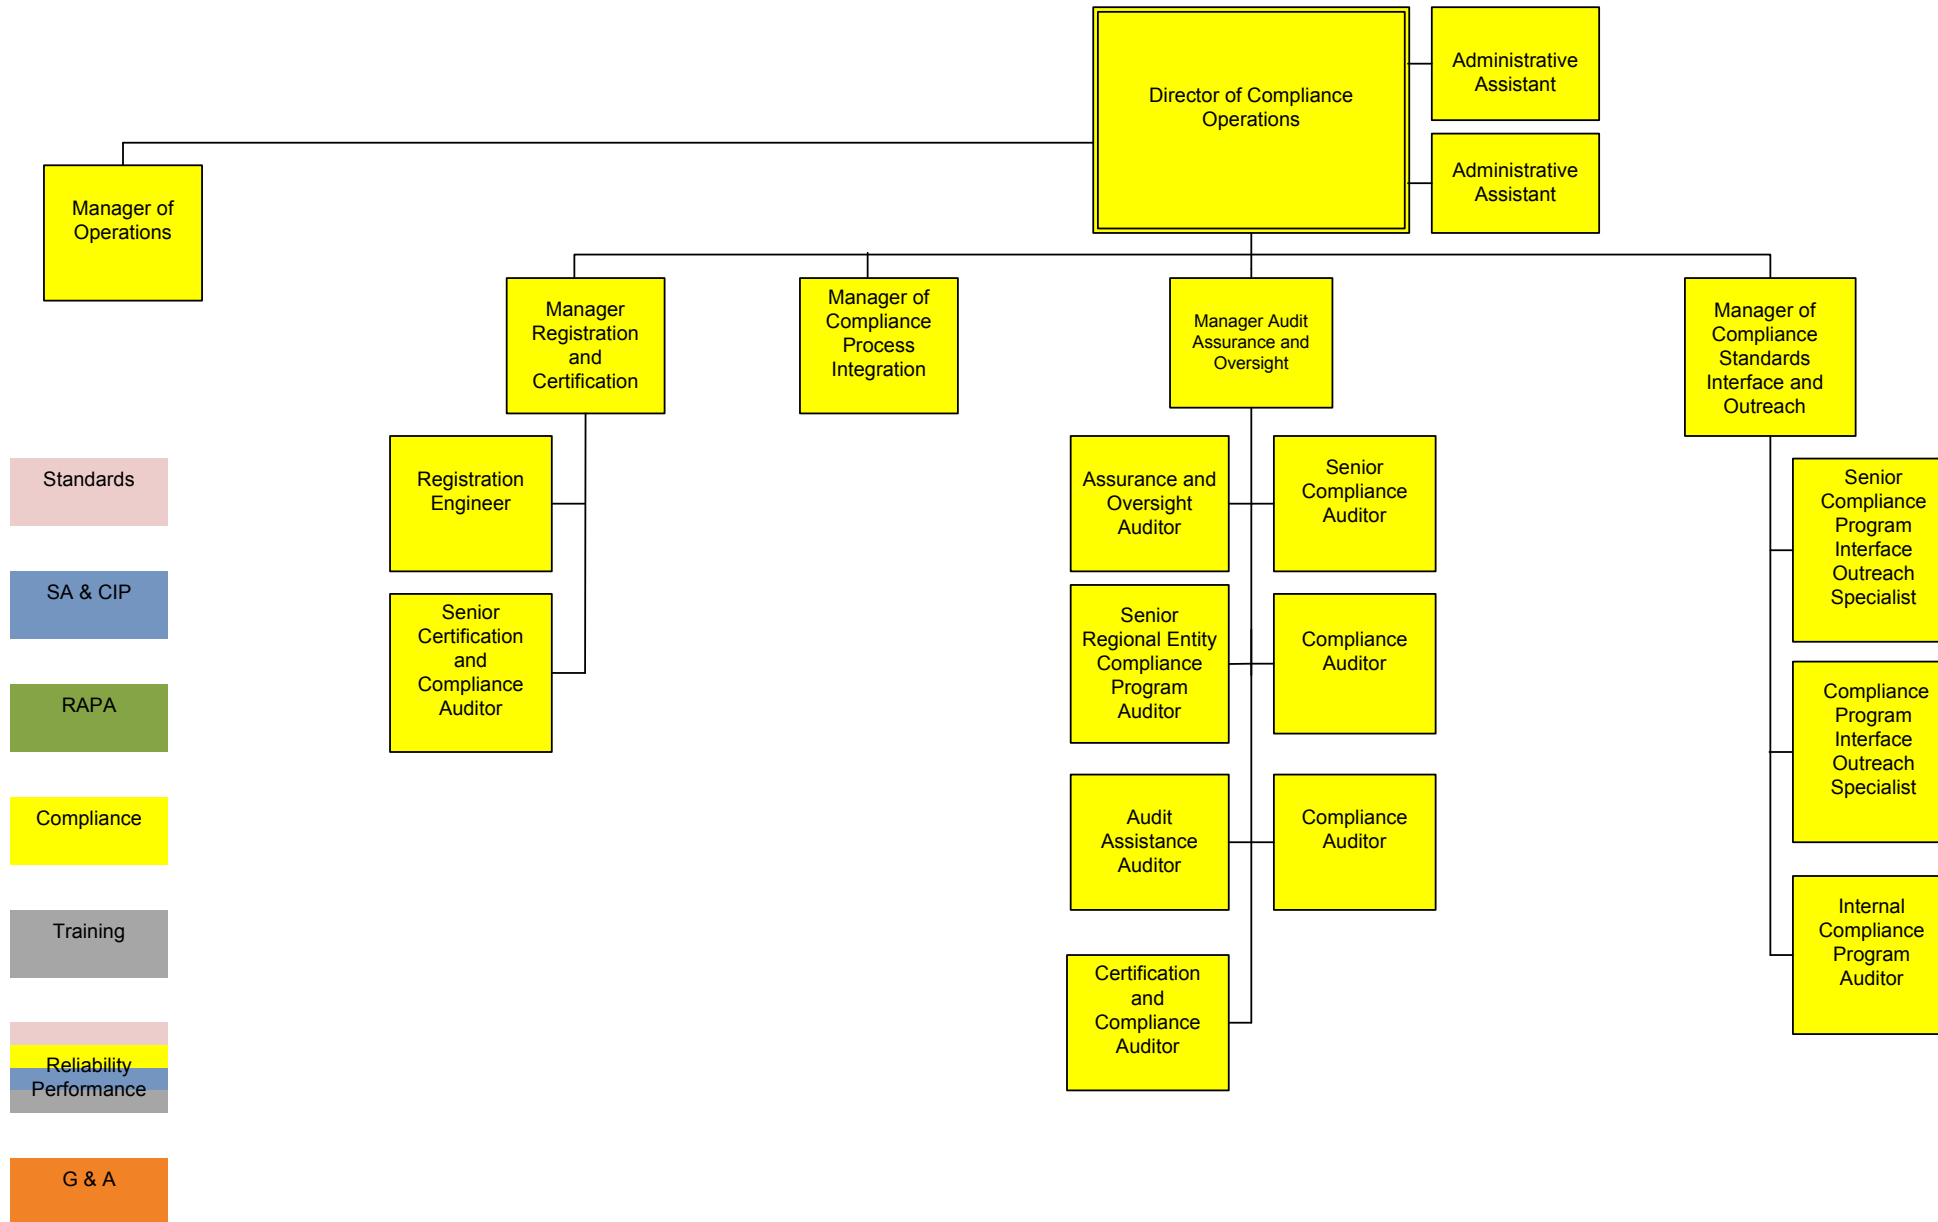 Director of Compliance
Operations
Administrative
Assistant
Administrative
Assistant
Manager of
Operations
Manager
Registration
and
Certification
Manager of
Compliance
Process
Integration
Manager Audit
Assurance and
Oversight
Manager of
Compliance
Standards
Interface and
Outreach
Registration
Engineer
Senior
Certification
and
Compliance
Auditor
Assurance and
Oversight
Auditor
Senior
Compliance
Auditor
Senior
Regional Entity
Compliance
Program
Auditor
Compliance
Auditor
Audit
Assistance
Auditor
Compliance
Auditor
Certification
and
Compliance
Auditor
Senior
Compliance
Program
Interface
Outreach
Specialist
Compliance
Program
Interface
Outreach
Specialist
Internal
Compliance
Program
Auditor
Standards
SA & CIP
RAPA
Compliance
Training
Reliability
Performance
G & A